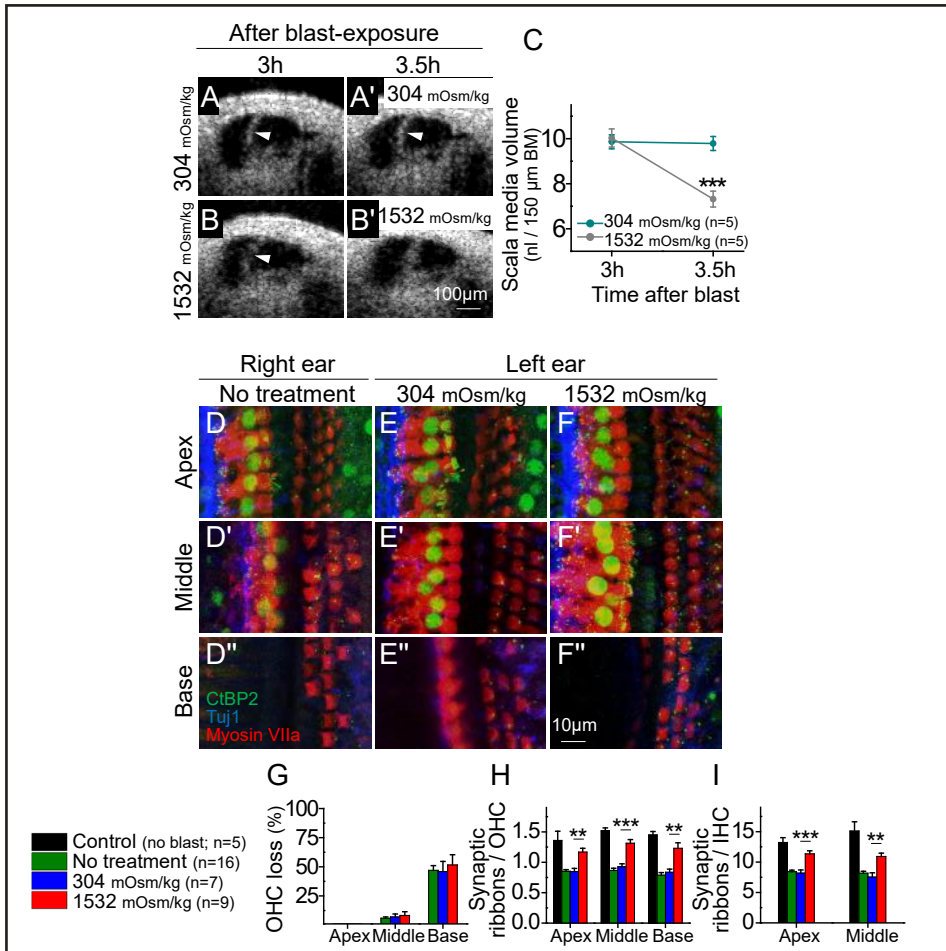 After blast-exposure
3h
3.5h
304 mOsm/kg
A
A' 304 mOsm/kg
1532 mOsm/kg
B
B' 1532 mOsm/kg
100µm
C
Scala media volume
(nl / 150 µm BM)
10
8
6
***
304 mOsm/kg (n=5)
1532 mOsm/kg (n=5)
3h
3.5h
Time after blast
Right ear
Left ear
No treatment
304 mOsm/kg
1532 mOsm/kg
Apex
D
E
F
Middle
D'
E'
F'
Base
D''
E''
F''
CtBP2
Tuj1
Myosin VIIa
10µm
Control (no blast; n=5)
No treatment (n=16)
304 mOsm/kg (n=7)
1532 mOsm/kg (n=9)
G
OHC loss (%)
100
75
50
25
Apex Middle Base
H
Synaptic
ribbons / OHC
1.5
1.0
0.5
0.0
** *** **
Apex Middle Base
I
Synaptic
ribbons / IHC
15
10
5
0
*** **
Apex Middle